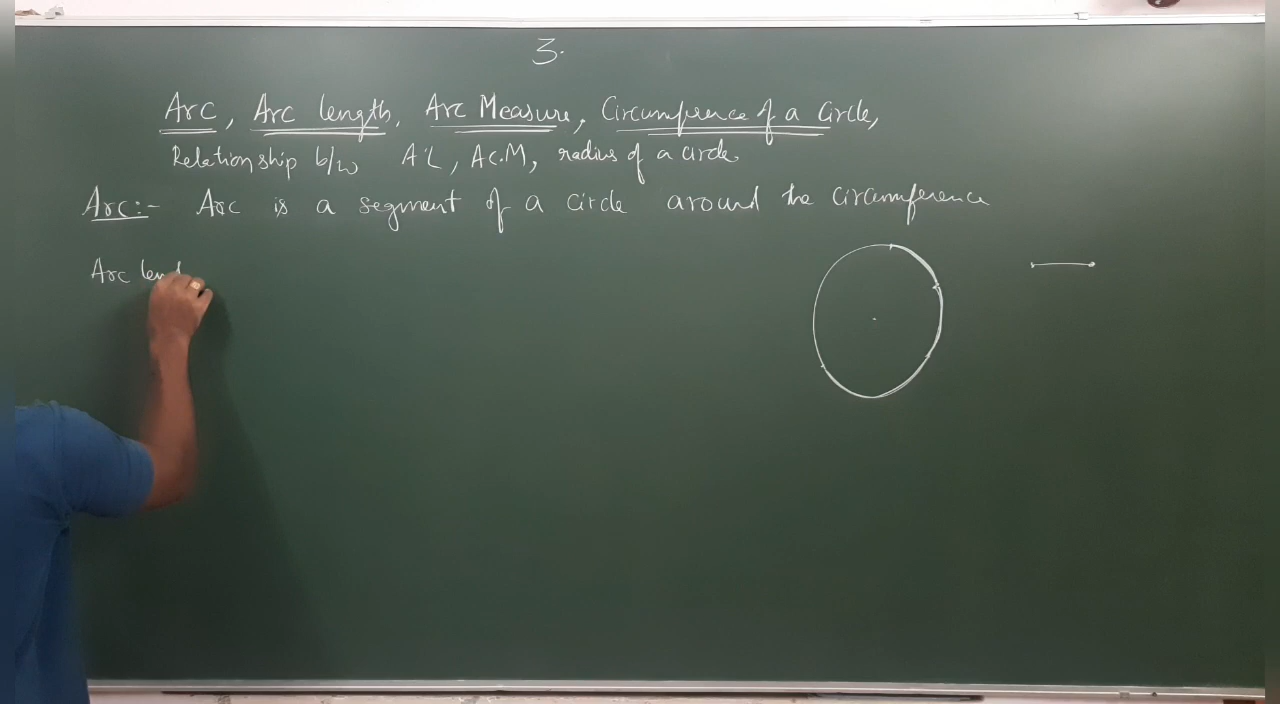 3.
Arc, Arc length, Arc Measure, Circumference of a Circle,
Relationship b/w A.L, Ac.M, radius of a circle.
Arc:- Arc is a segment of a circle around the circumference
Arc len